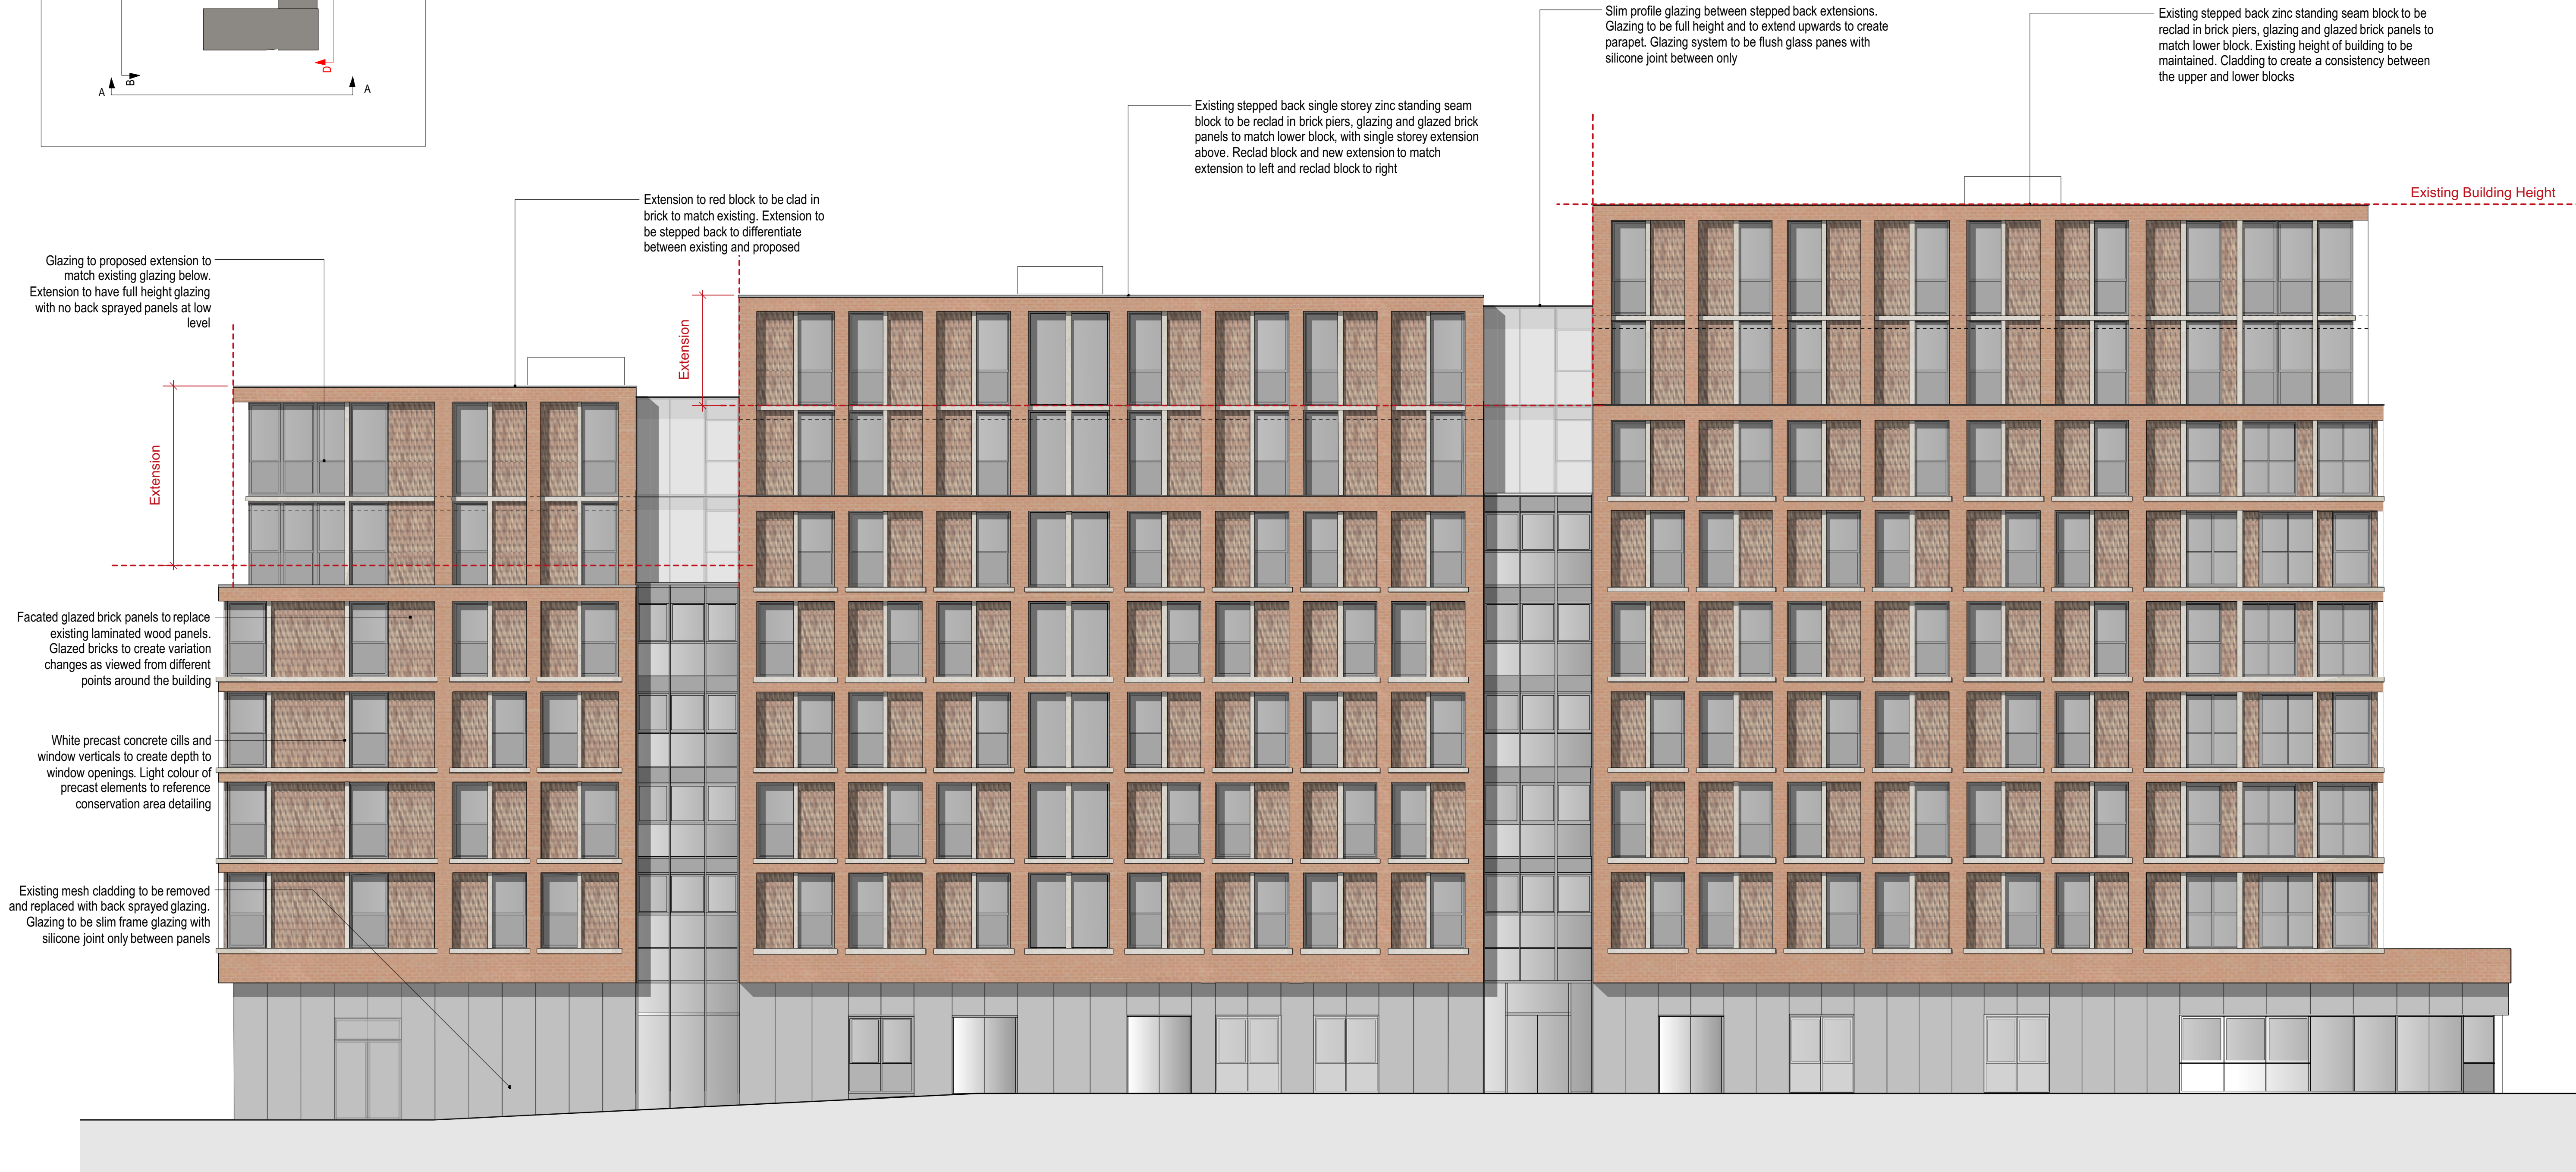 B
D
A
A
Slim profile glazing between stepped back extensions.
Glazing to be full height and to extend upwards to create
parapet. Glazing system to be flush glass panes with
silicone joint between only
Existing stepped back zinc standing seam block to be
reclad in brick piers, glazing and glazed brick panels to
match lower block. Existing height of building to be
maintained. Cladding to create a consistency between
the upper and lower blocks
Existing stepped back single storey zinc standing seam
block to be reclad in brick piers, glazing and glazed brick
panels to match lower block, with single storey extension
above. Reclad block and new extension to match
extension to left and reclad block to right
Existing Building Height
Extension to red block to be clad in
brick to match existing. Extension to
be stepped back to differentiate
between existing and proposed
Glazing to proposed extension to
match existing glazing below.
Extension to have full height glazing
with no back sprayed panels at low
level
Extension
Extension
Facated glazed brick panels to replace
existing laminated wood panels.
Glazed bricks to create variation
changes as viewed from different
points around the building
White precast concrete cills and
window verticals to create depth to
window openings. Light colour of
precast elements to reference
conservation area detailing
Existing mesh cladding to be removed
and replaced with back sprayed glazing.
Glazing to be slim frame glazing with
silicone joint only between panels